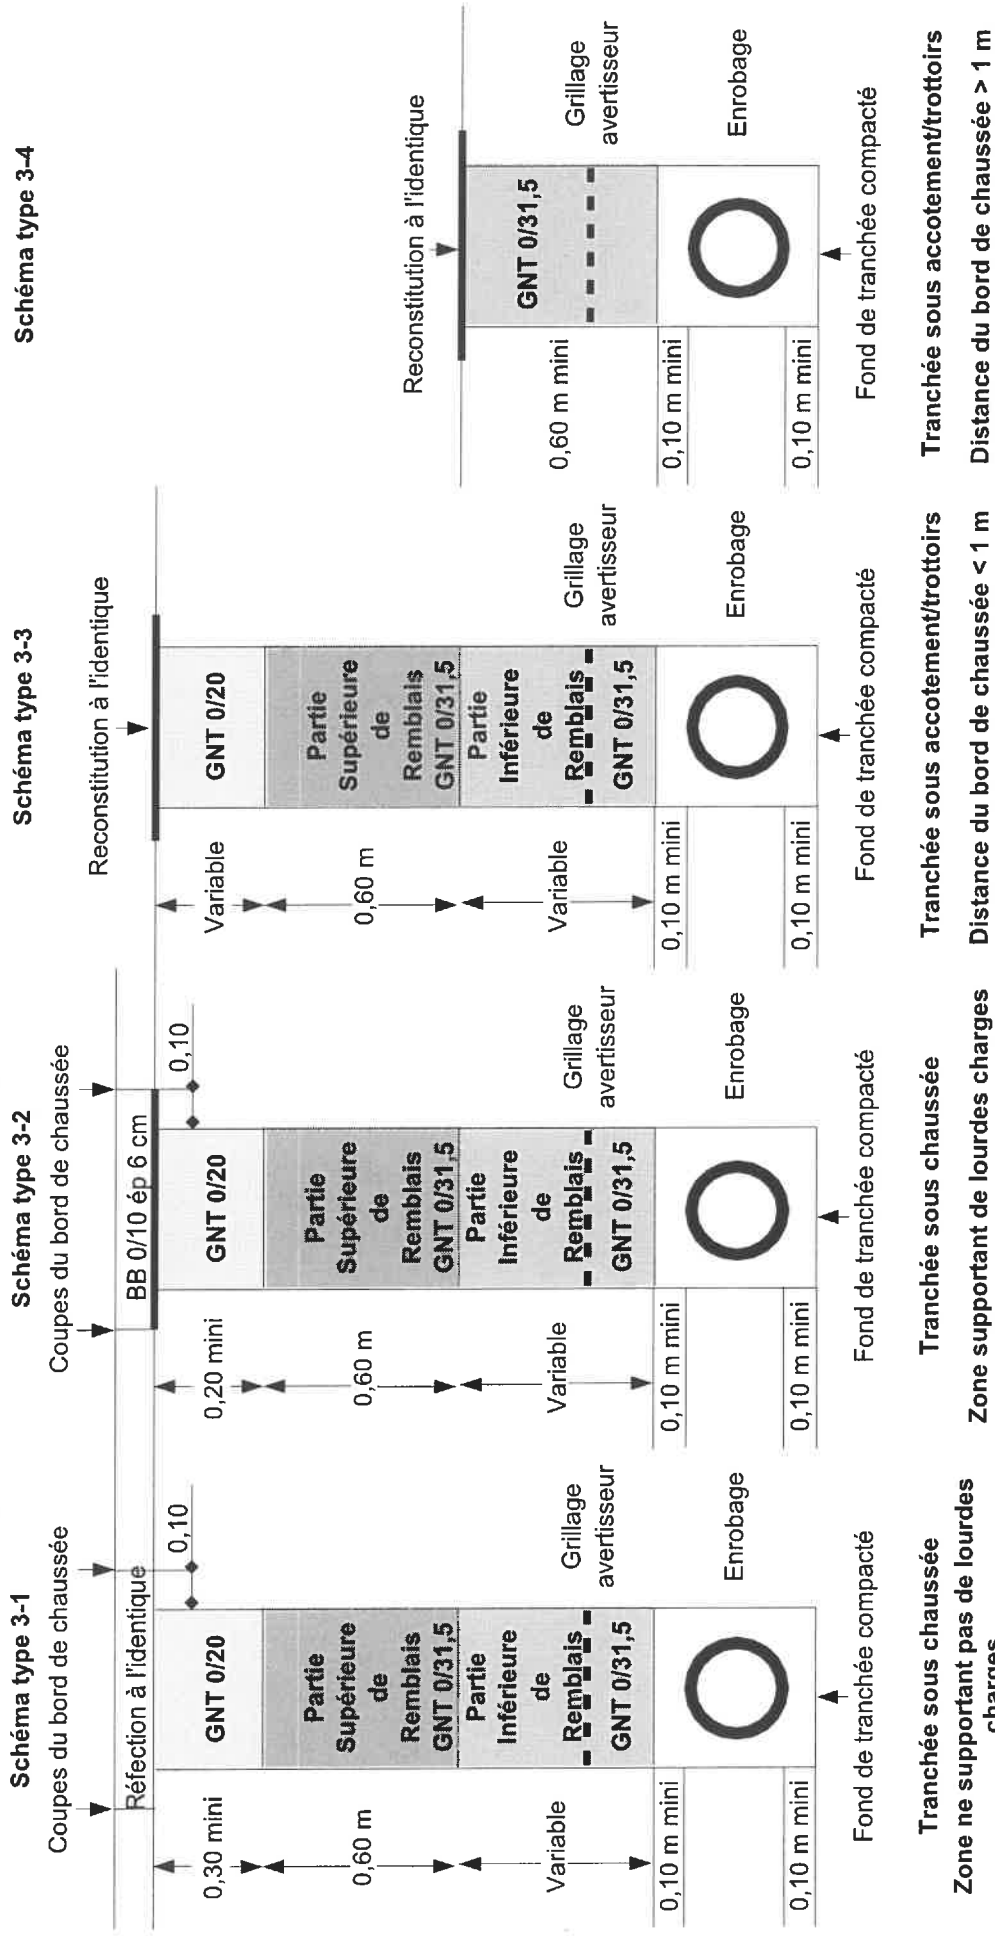 Schéma type 3-1
Coupes du bord de chaussée
Réfection à l'identique
0,10
0,30 mini
GNT 0/20
0,60 m
Partie
Supérieure
de
Remblais
GNT 0/31,5
Variable
Partie
Inférieure
de
Remblais
GNT 0/31,5
Grillage
avertisseur
0,10 m mini
Enrobage
0,10 m mini
Fond de tranchée compacté
Tranchée sous chaussée
Zone ne supportant pas de lourdes
charges
Schéma type 3-2
Coupes du bord de chaussée
BB 0/10 ép 6 cm
0,10
0,20 mini
GNT 0/20
0,60 m
Partie
Supérieure
de
Remblais
GNT 0/31,5
Variable
Partie
Inférieure
de
Remblais
GNT 0/31,5
Grillage
avertisseur
0,10 m mini
Enrobage
0,10 m mini
Fond de tranchée compacté
Tranchée sous chaussée
Zone supportant de lourdes charges
Schéma type 3-3
Reconstitution à l'identique
Variable
GNT 0/20
0,60 m
Partie
Supérieure
de
Remblais
GNT 0/31,5
Variable
Partie
Inférieure
de
Remblais
GNT 0/31,5
Grillage
avertisseur
0,10 m mini
Enrobage
0,10 m mini
Fond de tranchée compacté
Tranchée sous accotement/trottoirs
Distance du bord de chaussée < 1 m
Schéma type 3-4
Reconstitution à l'identique
0,60 m mini
GNT 0/31,5
Grillage
avertisseur
0,10 m mini
Enrobage
0,10 m mini
Fond de tranchée compacté
Tranchée sous accotement/trottoirs
Distance du bord de chaussée > 1 m